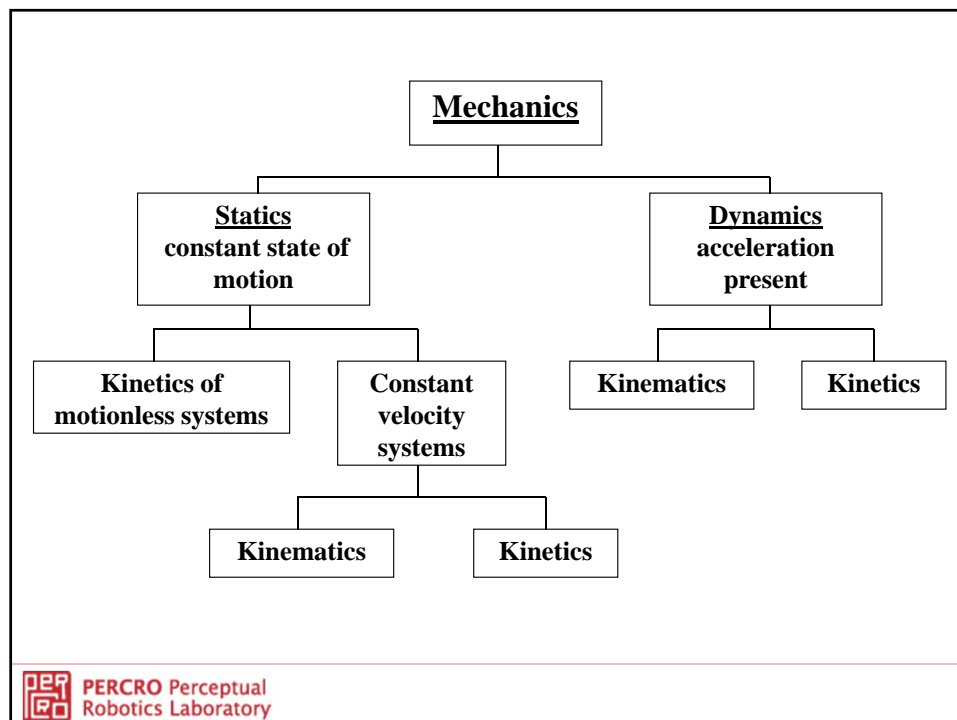 Mechanics
Statics
constant state of
motion
Dynamics
acceleration
present
Kinetics of
motionless systems
Constant
velocity
systems
Kinematics
Kinetics
Kinematics
Kinetics
PERCRO Perceptual
Robotics Laboratory